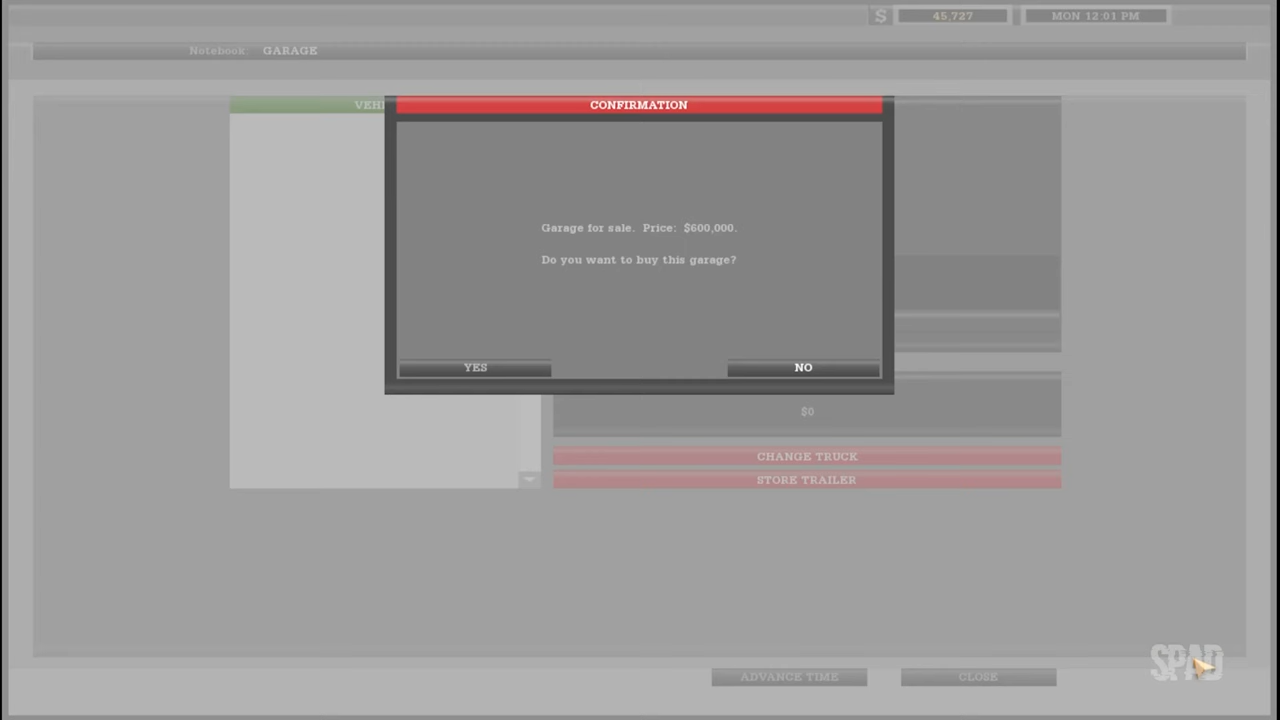 $ 45,727 MON 12:01 PM
Notebook: GARAGE
VEHI
CONFIRMATION
Garage for sale. Price: $600,000.
Do you want to buy this garage?
YES NO
$0
CHANGE TRUCK
STORE TRAILER
SPAD
ADVANCE TIME CLOSE